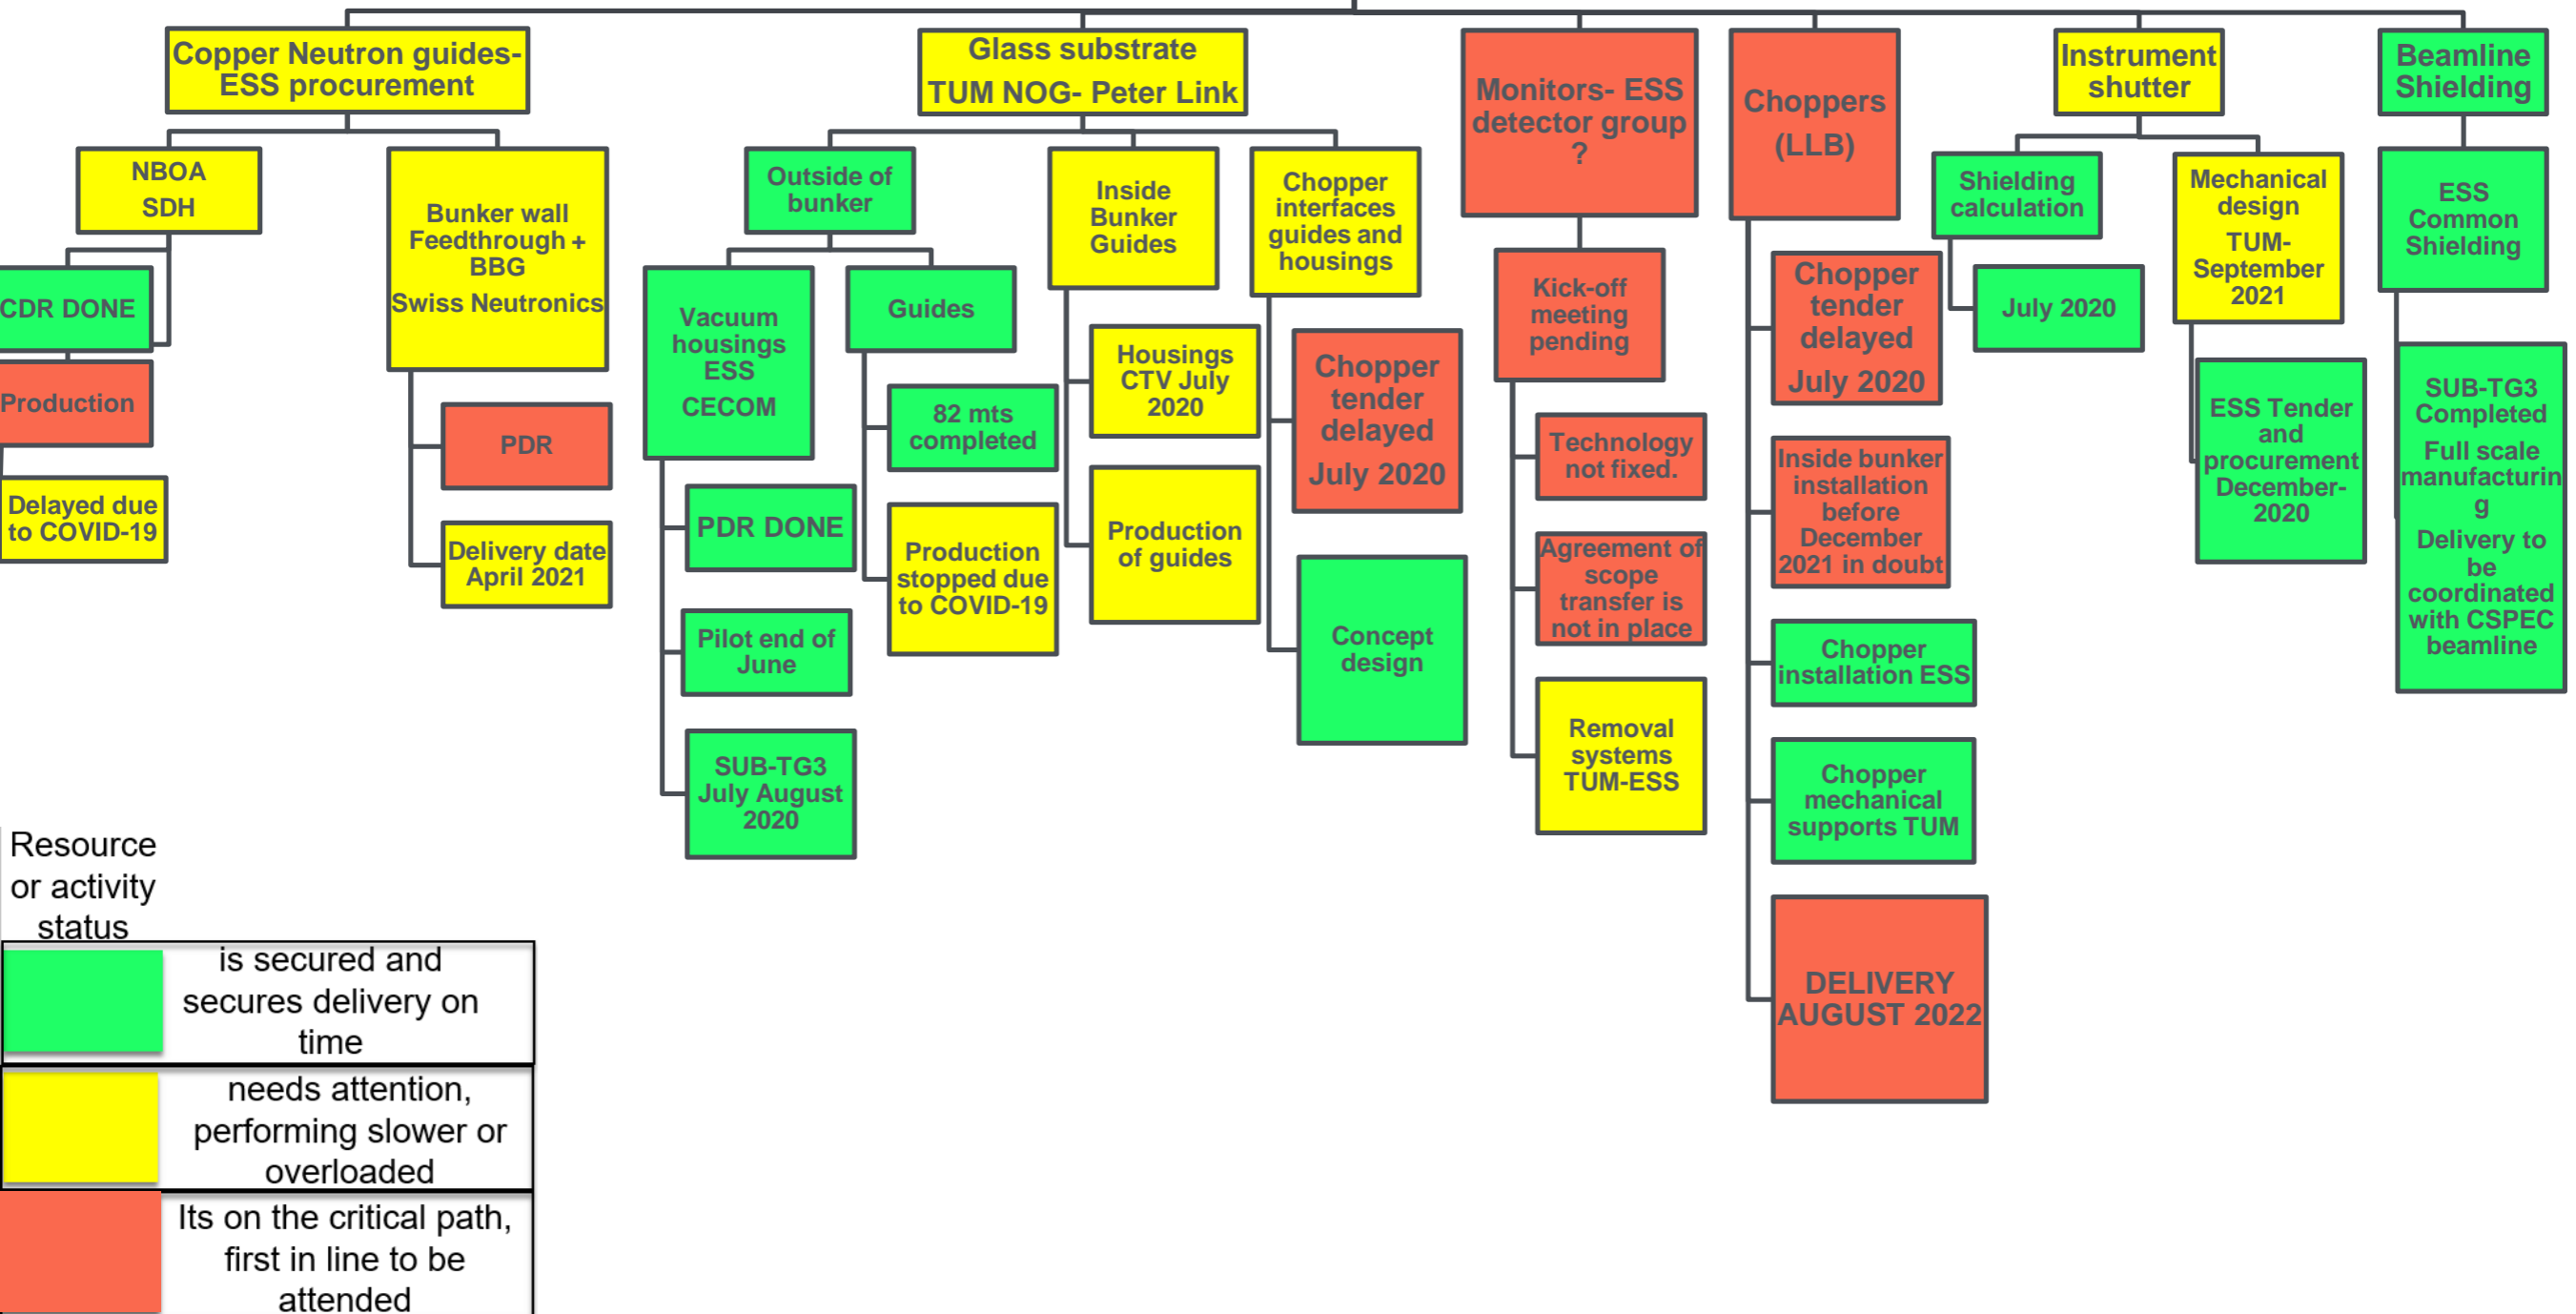 Copper Neutron guides-
ESS procurement
Glass substrate
TUM NOG- Peter Link
Monitors- ESS
detector group
?
Choppers
(LLB)
Instrument
shutter
Beamline
Shielding
NBOA
SDH
Bunker wall
Feedthrough +
BBG
Swiss Neutronics
Outside of
bunker
Inside
Bunker
Guides
Chopper
interfaces
guides and
housings
Shielding
calculation
Mechanical
design
TUM-
September
2021
ESS
Common
Shielding
CDR DONE
Production
Delayed due
to COVID-19
PDR
Delivery date
April 2021
Vacuum
housings
ESS
CECOM
PDR DONE
Pilot end of
June
SUB-TG3
July August
2020
Guides
82 mts
completed
Production
stopped due
to COVID-19
Housings
CTV July
2020
Production
of guides
Chopper
tender
delayed
July 2020
Concept
design
Kick-off
meeting
pending
Technology
not fixed.
Agreement of
scope
transfer is
not in place
Removal
systems
TUM-ESS
Chopper
tender
delayed
July 2020
Inside bunker
installation
before
December
2021 in doubt
Chopper
installation ESS
Chopper
mechanical
supports TUM
DELIVERY
AUGUST 2022
July 2020
ESS Tender
and
procurement
December-
2020
SUB-TG3
Completed
Full scale
manufacturin
g
Delivery to
be
coordinated
with CSPEC
beamline
Resource
or activity
status
is secured and
secures delivery on
time
needs attention,
performing slower or
overloaded
Its on the critical path,
first in line to be
attended